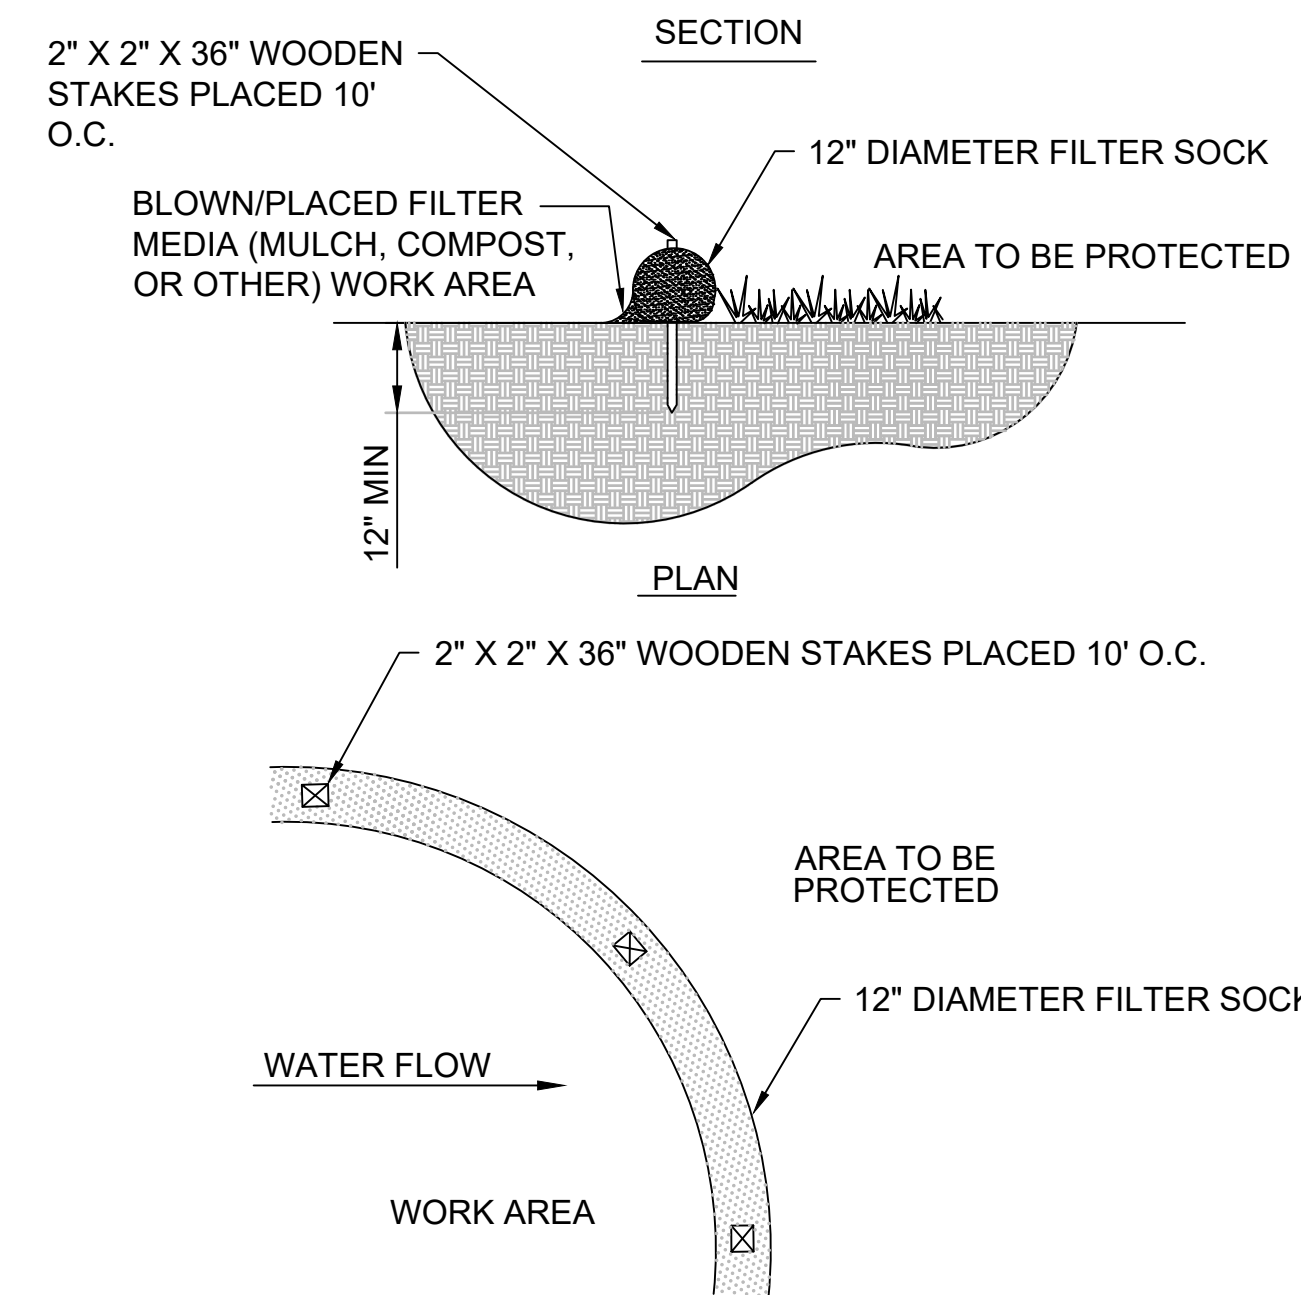 SECTION
2" X 2" X 36" WOODEN
STAKES PLACED 10'
O.C.
12" DIAMETER FILTER SOCK
BLOWN/PLACED FILTER
MEDIA (MULCH, COMPOST,
OR OTHER) WORK AREA
AREA TO BE PROTECTED
12" MIN
PLAN
2" X 2" X 36" WOODEN STAKES PLACED 10' O.C.
AREA TO BE
PROTECTED
12" DIAMETER FILTER SOCK
WATER FLOW
WORK AREA